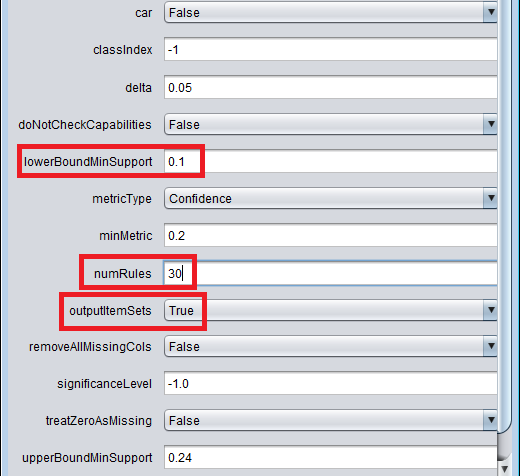 car False
classIndex -1
delta 0.05
doNotCheckCapabilities False
lowerBoundMinSupport 0.1
metricType Confidence
minMetric 0.2
numRules 30
outputItemSets True
removeAllMissingCols False
significanceLevel -1.0
treatZeroAsMissing False
upperBoundMinSupport 0.24